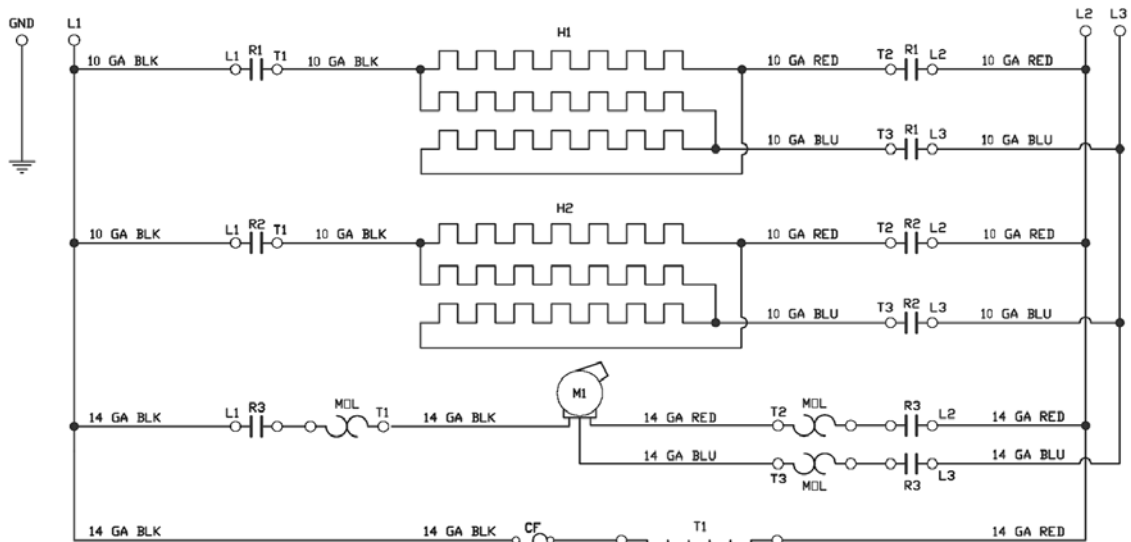 GND L1 L2 L3
H1
10 GA BLK L1 R1 T1 10 GA BLK 10 GA RED T2 R1 L2 10 GA RED
10 GA BLU T3 R1 L3 10 GA BLU
H2
10 GA BLK L1 R2 T1 10 GA BLK 10 GA RED T2 R2 L2 10 GA RED
10 GA BLU T3 R2 L3 10 GA BLU
M1
14 GA BLK L1 R3 M□L T1 14 GA BLK 14 GA RED T2 M□L R3 L2 14 GA RED
14 GA BLU T3 M□L R3 L3 14 GA BLU
14 GA BLK 14 GA BLK CF T1 14 GA RED